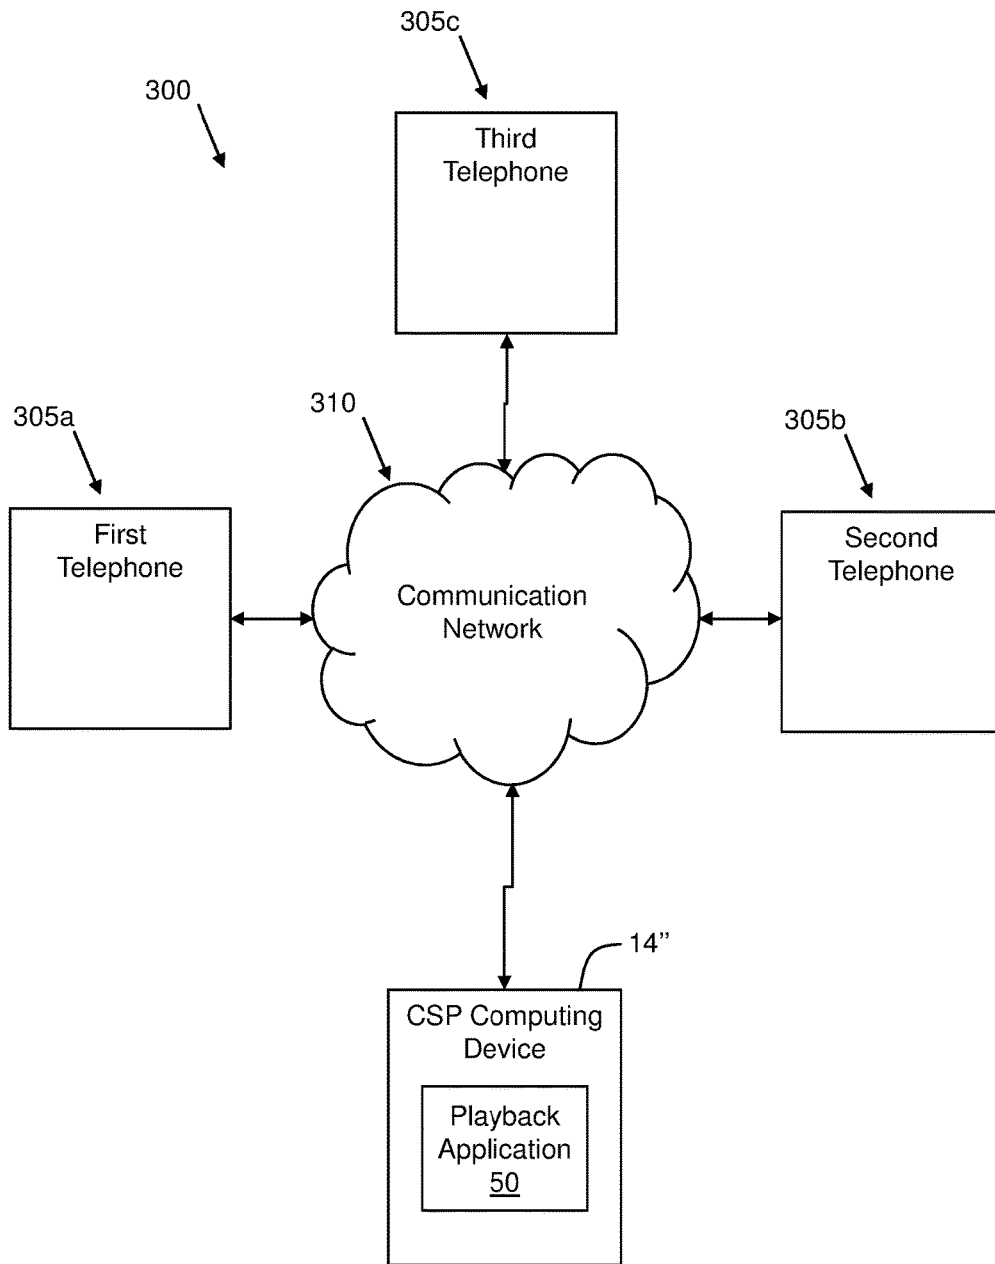 305c
300
Third
Telephone
310
305a
305b
First
Telephone
Second
Telephone
Communication
Network
14”
CSP Computing
Device
Playback
Application
50